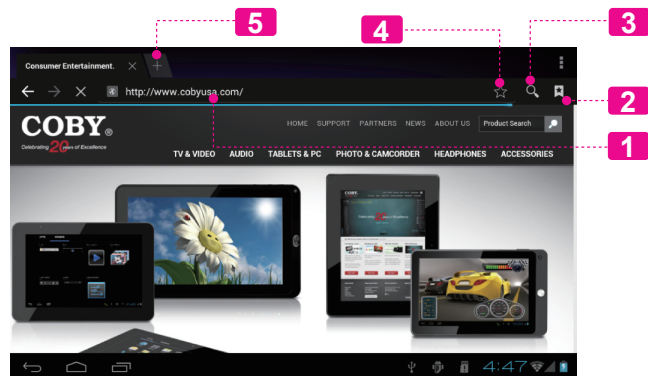 5
4
3
Consumer Entertainment.
http://www.cobyusa.com/
2
COBY®
Celebrating 20 years of Excellence
HOME SUPPORT PARTNERS NEWS ABOUT US Product Search
1
TV & VIDEO AUDIO TABLETS & PC PHOTO & CAMCORDER HEADPHONES ACCESSORIES
4:47